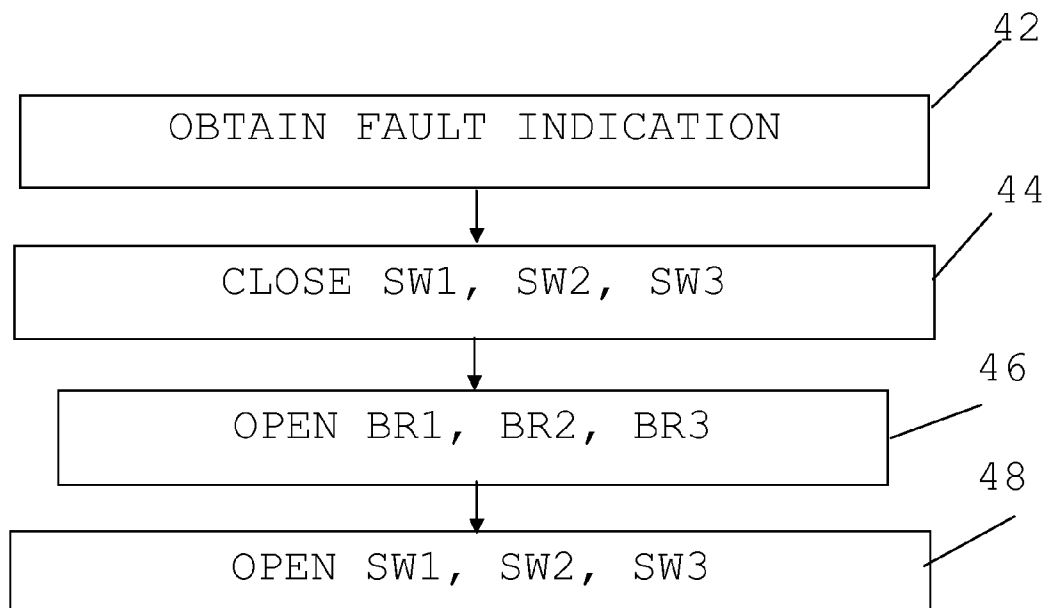 42
OBTAIN FAULT INDICATION
44
CLOSE SW1, SW2, SW3
46
OPEN BR1, BR2, BR3
48
OPEN SW1, SW2, SW3